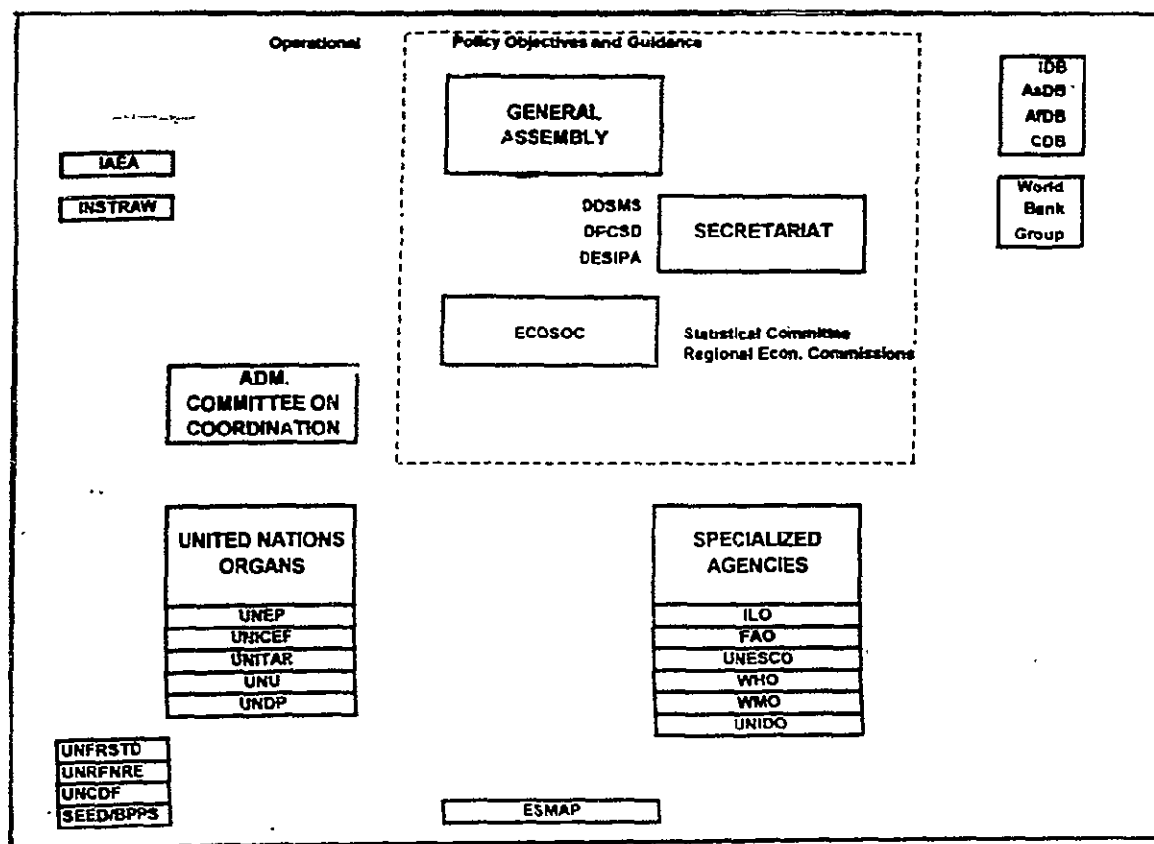 Operational
Policy Objectives and Guidance
GENERAL
ASSEMBLY
IDB
AsDB
AfDB
CDB
IAEA
INSTRAW
DDSMS
DPCSD
DESIPA
SECRETARIAT
World
Bank
Group
ECOSOC
Statistical Committee
Regional Econ. Commissions
ADM.
COMMITTEE ON
COORDINATION
UNITED NATIONS
ORGANS
UNEP
UNICEF
UNITAR
UNU
UNDP
SPECIALIZED
AGENCIES
ILO
FAO
UNESCO
WHO
WMO
UNIDO
UNFRSTD
UNRFNRE
UNCDF
SEED/BPPS
ESMAP